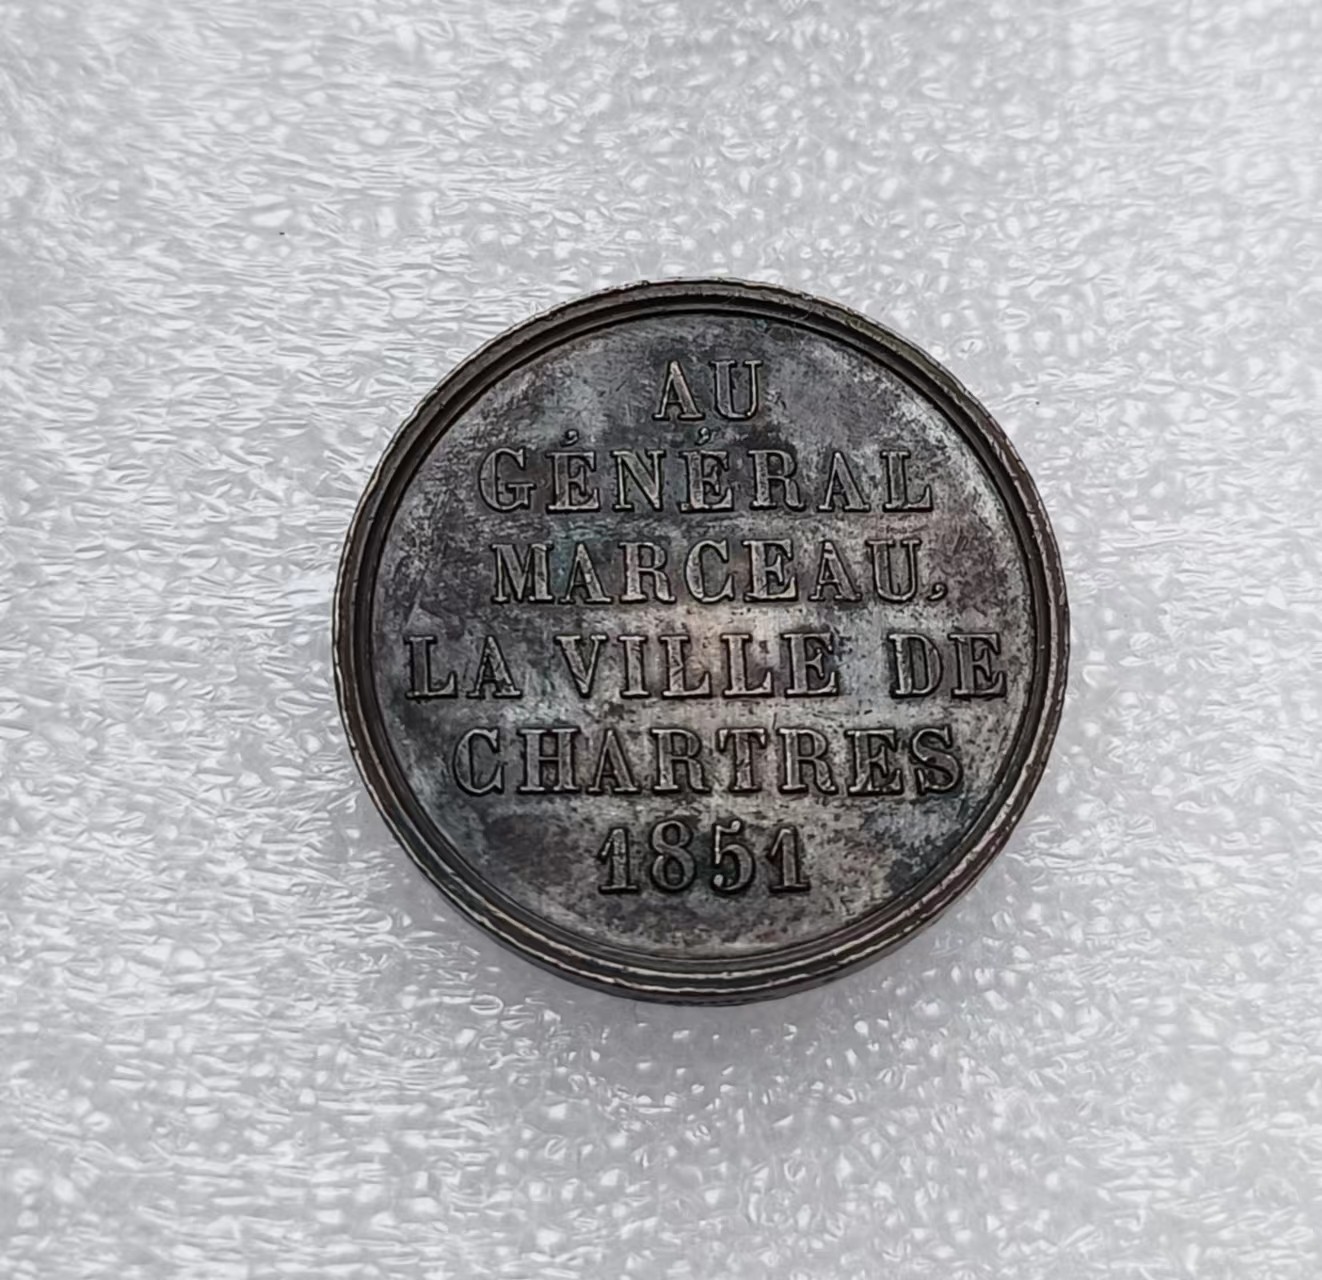 AU
GÉNÉRAL
MARCEAU,
LA VILLE DE
CHARTRES
1851